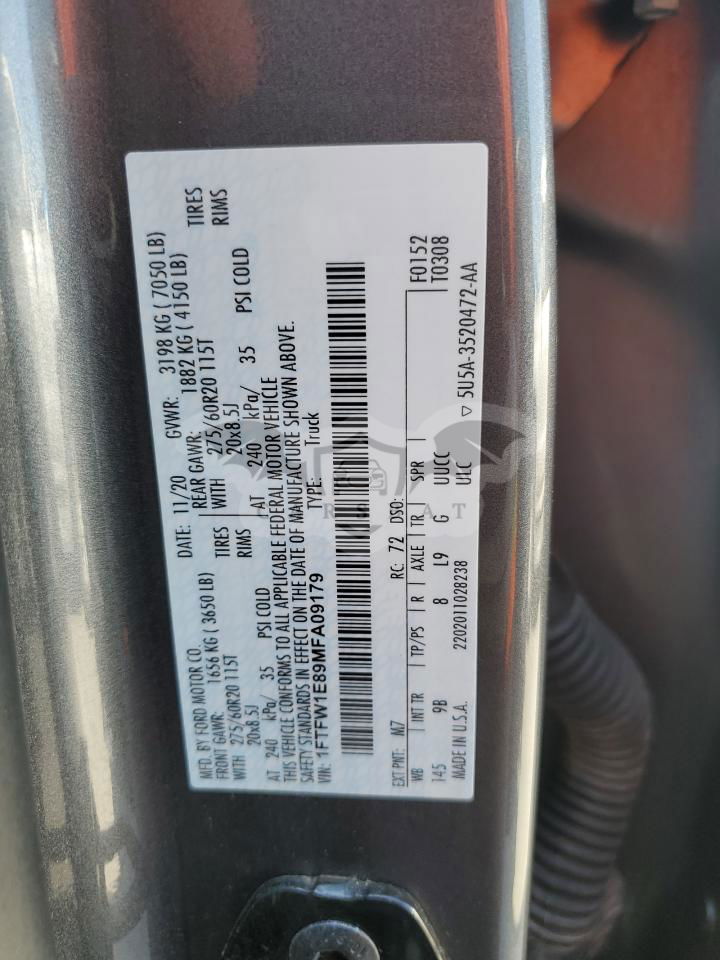 MFD. BY FORD MOTOR CO.
DATE: 11/20 GVWR: 3198 KG ( 7050 LB)
FRONT GAWR: 1656 KG ( 3650 LB) REAR GAWR: 1882 KG ( 4150 LB)
WITH 275/60R20 115T TIRES WITH 275/60R20 115T TIRES
20x8.5J RIMS 20x8.5J RIMS
AT 240 kPa/ 35 PSI COLD AT 240 kPa/ 35 PSI COLD
THIS VEHICLE CONFORMS TO ALL APPLICABLE FEDERAL MOTOR VEHICLE
SAFETY STANDARDS IN EFFECT ON THE DATE OF MANUFACTURE SHOWN ABOVE.
VIN: 1FTFW1E89MFA09179 TYPE: Truck
EXT PNT: M7 RC: 72 DSO: F0152
WB INT TR TP/PS R AXLE TR SPR T0308
145 9B 8 L9 G UUCC
MADE IN U.S.A. 2202011028238 ULC ▽ 5U5A-3520472-AA